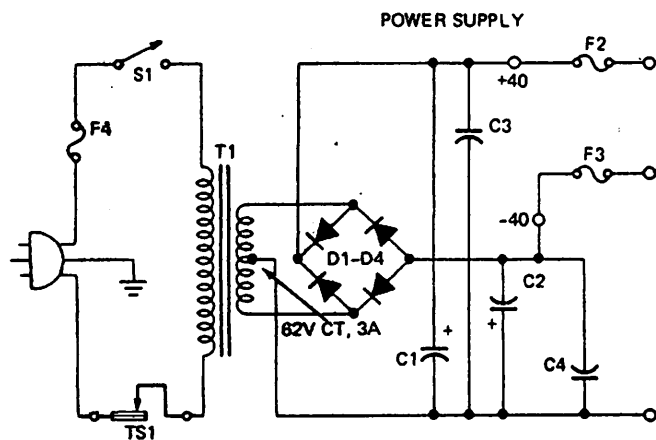 POWER SUPPLY
S1
F2
+40
F4
C3
T1
F3
-40
D1-D4
C2
62V CT, 3A
+
+
C1
C4
TS1